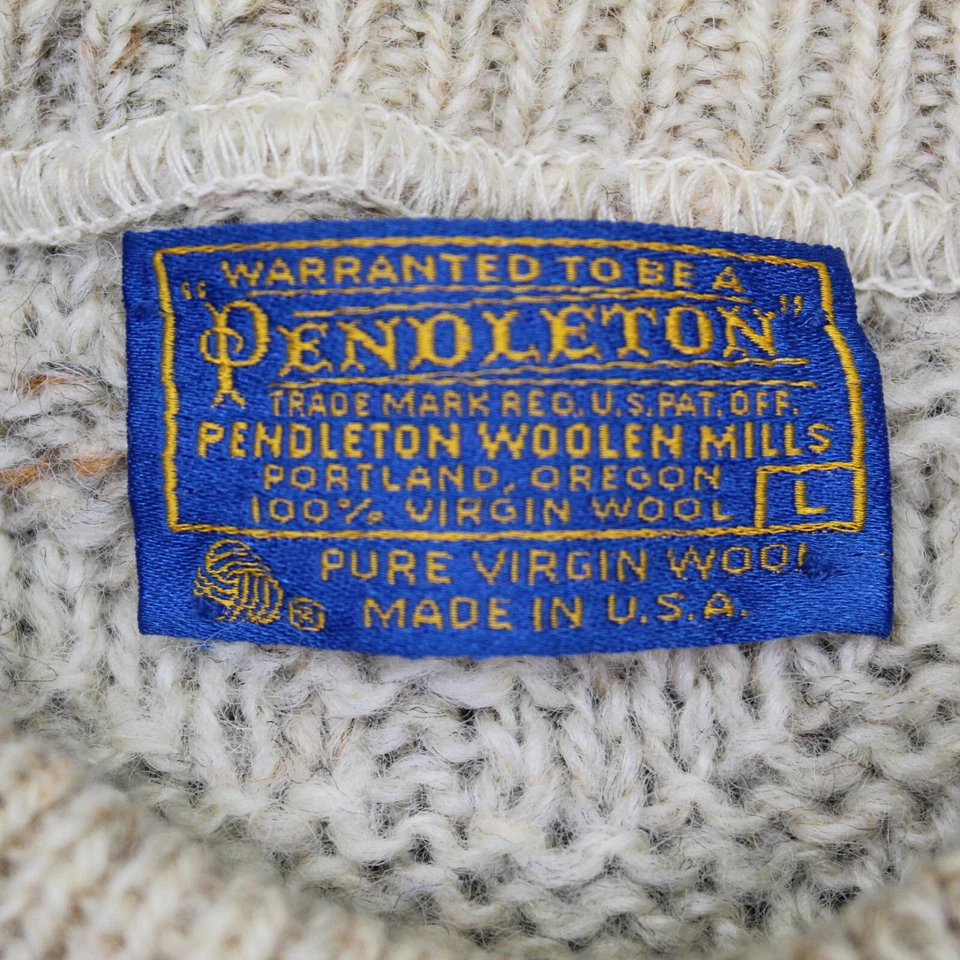 WARRANTED TO BE A
"PENDLETON"
TRADE MARK REG. U.S. PAT. OFF.
PENDLETON WOOLEN MILLS
PORTLAND, OREGON
100% VIRGIN WOOL L
PURE VIRGIN WOOL
® MADE IN U.S.A.